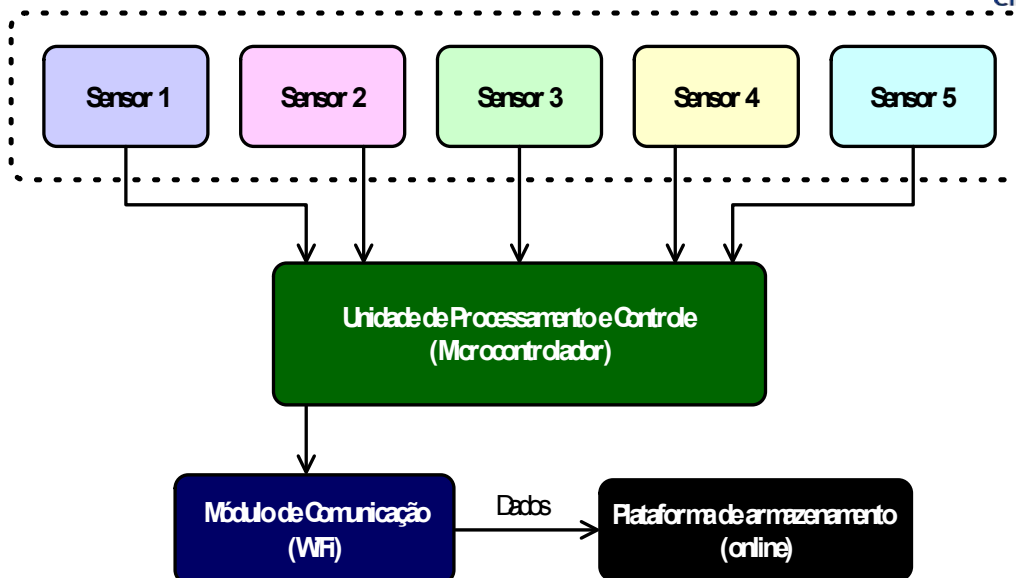 Sensor 1
Sensor 2
Sensor 3
Sensor 4
Sensor 5
Unidade de Processamento e Controle
(Microcontrolador)
Módulo de Comunicação
(WiFi)
Dados
Plataforma de armazenamento
(online)